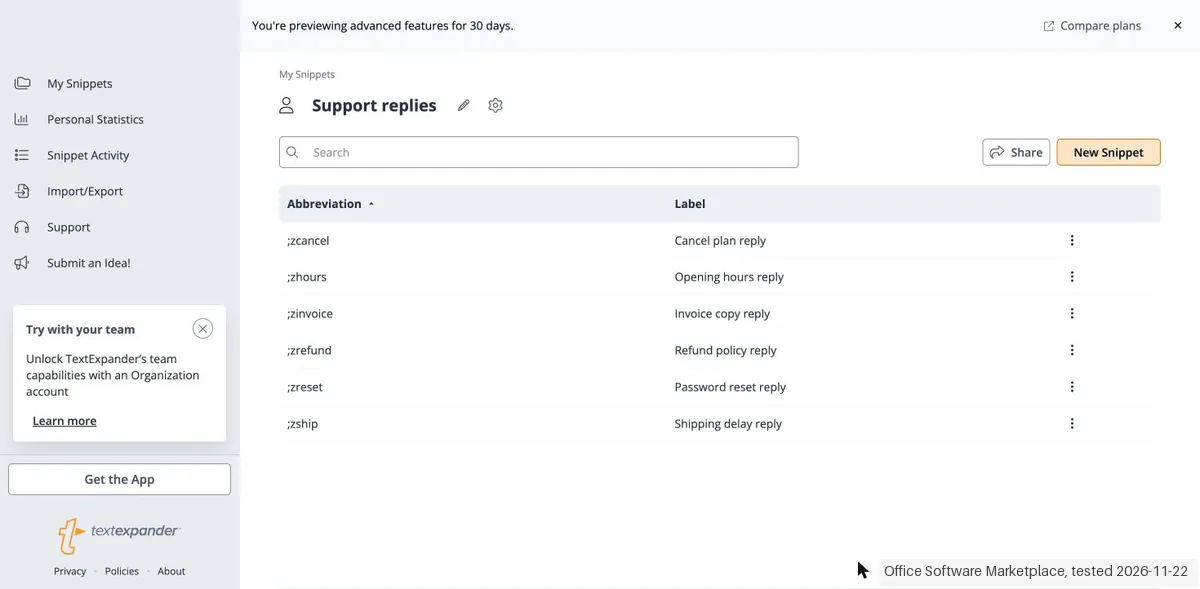 You're previewing advanced features for 30 days.
Compare plans
My Snippets
Personal Statistics
Snippet Activity
Import/Export
Support
Submit an Idea!
Try with your team
Unlock TextExpander's team
capabilities with an Organization
account
Learn more
Get the App
textexpander
Privacy - Policies - About
My Snippets
Support replies
Search
Share
New Snippet
Abbreviation Label
;zcancel Cancel plan reply
;zhours Opening hours reply
;zinvoice Invoice copy reply
;zrefund Refund policy reply
;zreset Password reset reply
;zship Shipping delay reply
Office Software Marketplace, tested 2026-11-22